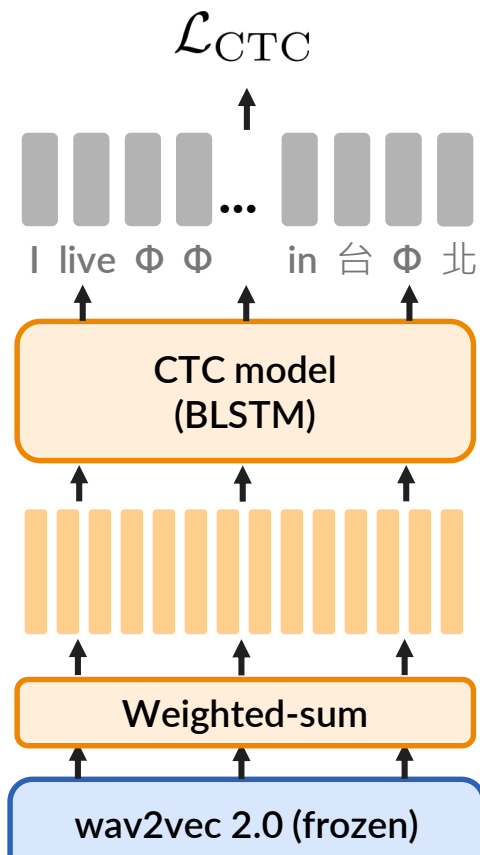 ℒCTC
...
I live Φ Φ in 台 Φ 北
CTC model
(BLSTM)
Weighted-sum
wav2vec 2.0 (frozen)